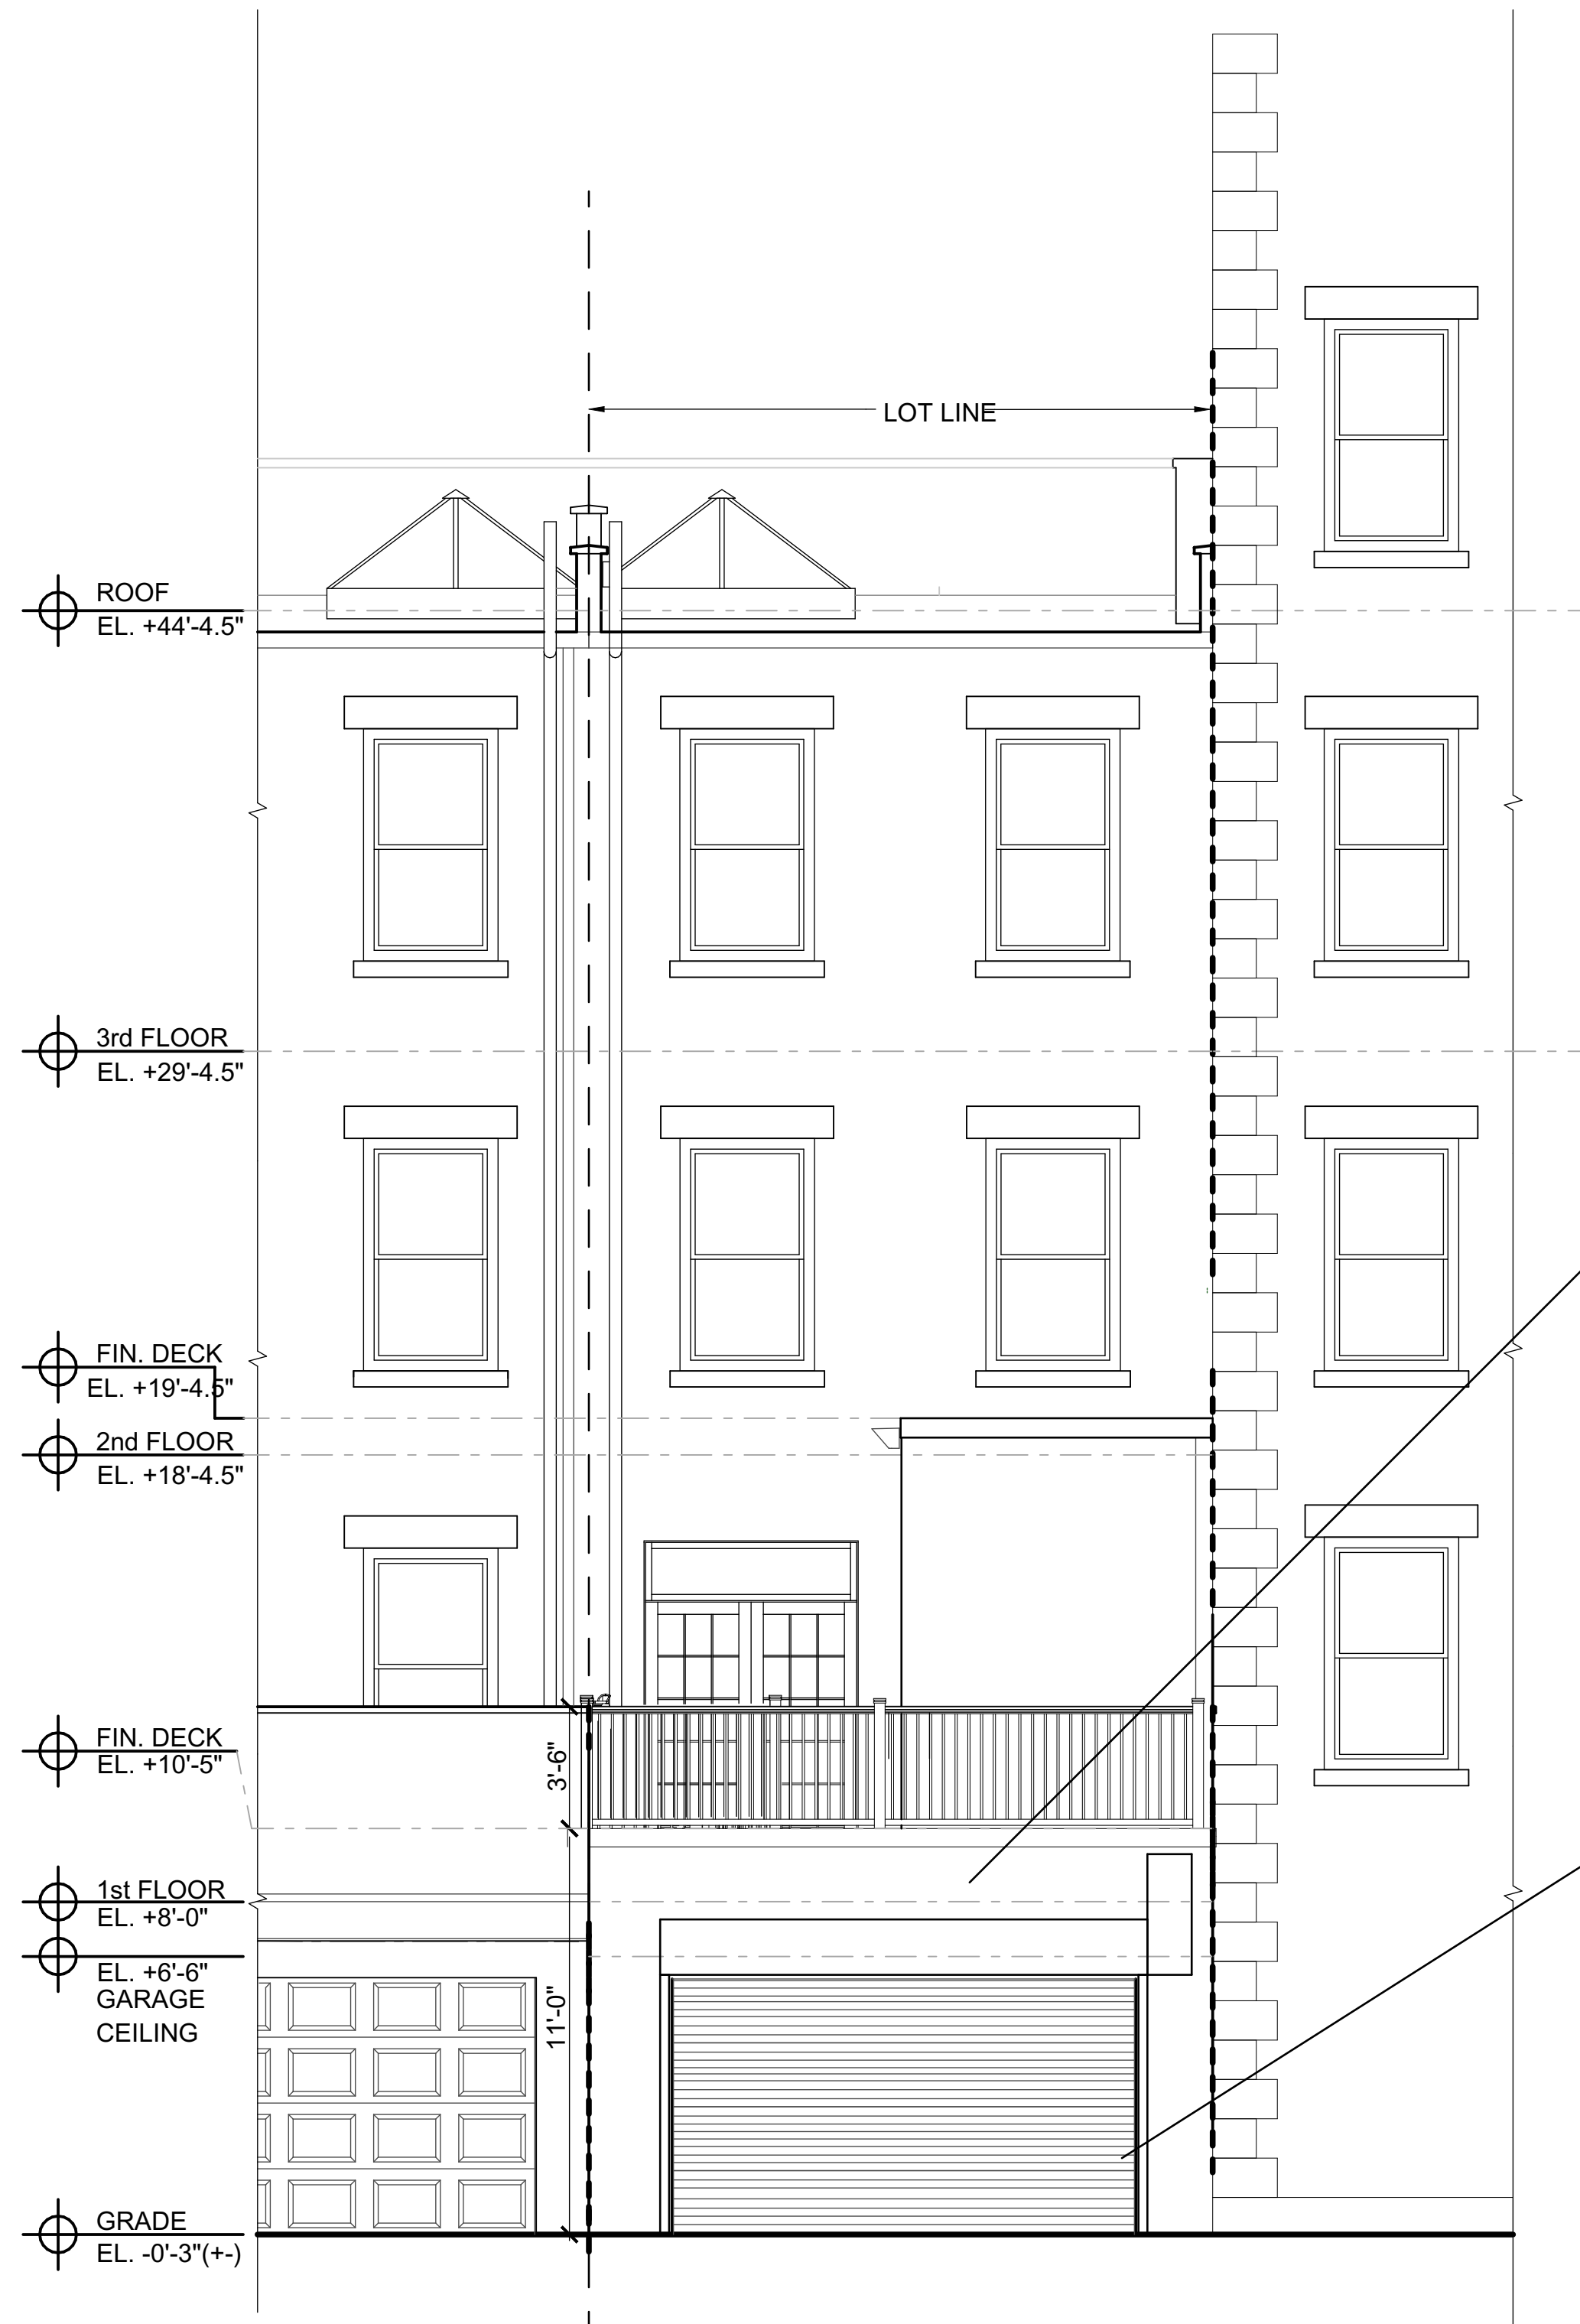 LOT LINE
ROOF
EL. +44'-4.5"
3rd FLOOR
EL. +29'-4.5"
FIN. DECK
EL. +19'-4.5"
2nd FLOOR
EL. +18'-4.5"
FIN. DECK
EL. +10'-5"
3'-6"
1st FLOOR
EL. +8'-0"
EL. +6'-6"
GARAGE
CEILING
11'-0"
GRADE
EL. -0'-3"(+-)